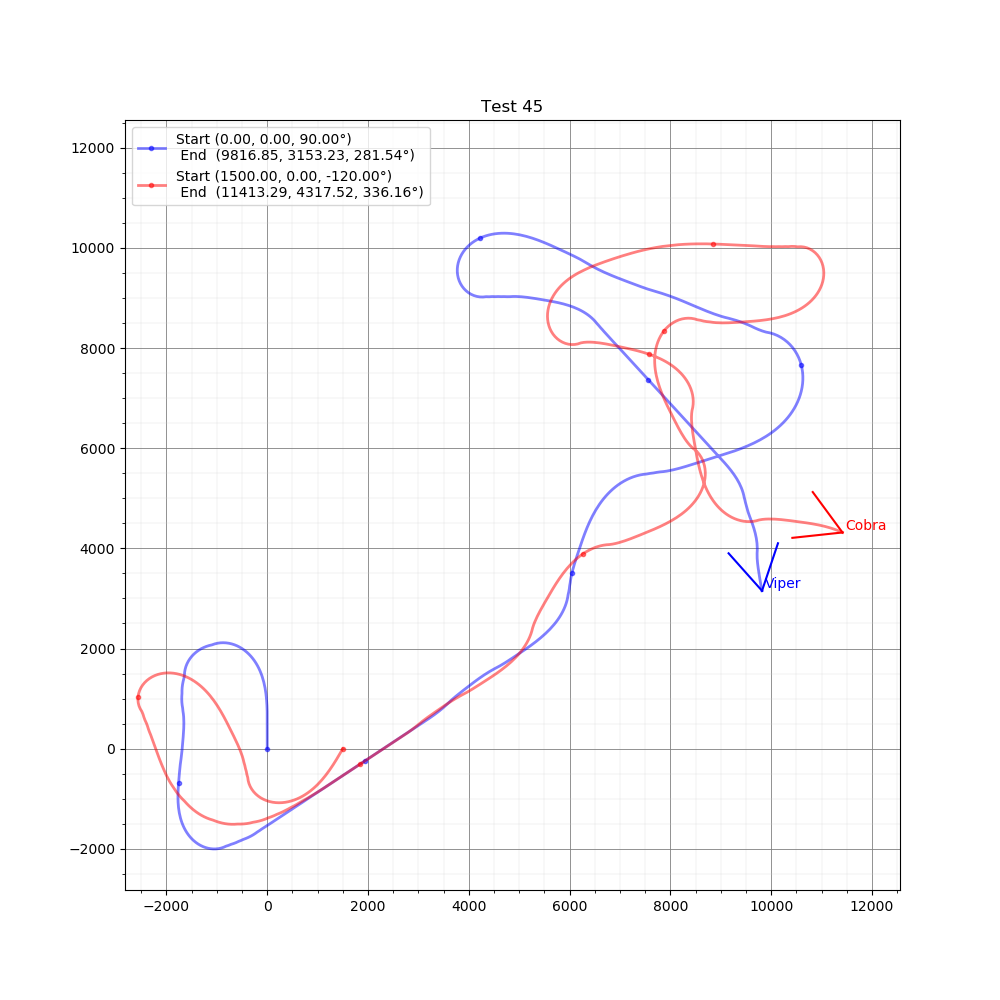 Test 45
Start (0.00, 0.00, 90.00°)
End  (9816.85, 3153.23, 281.54°)
Start (1500.00, 0.00, -120.00°)
End  (11413.29, 4317.52, 336.16°)
12000
10000
8000
6000
4000
2000
0
−2000
Cobra
Viper
−2000 0 2000 4000 6000 8000 10000 12000